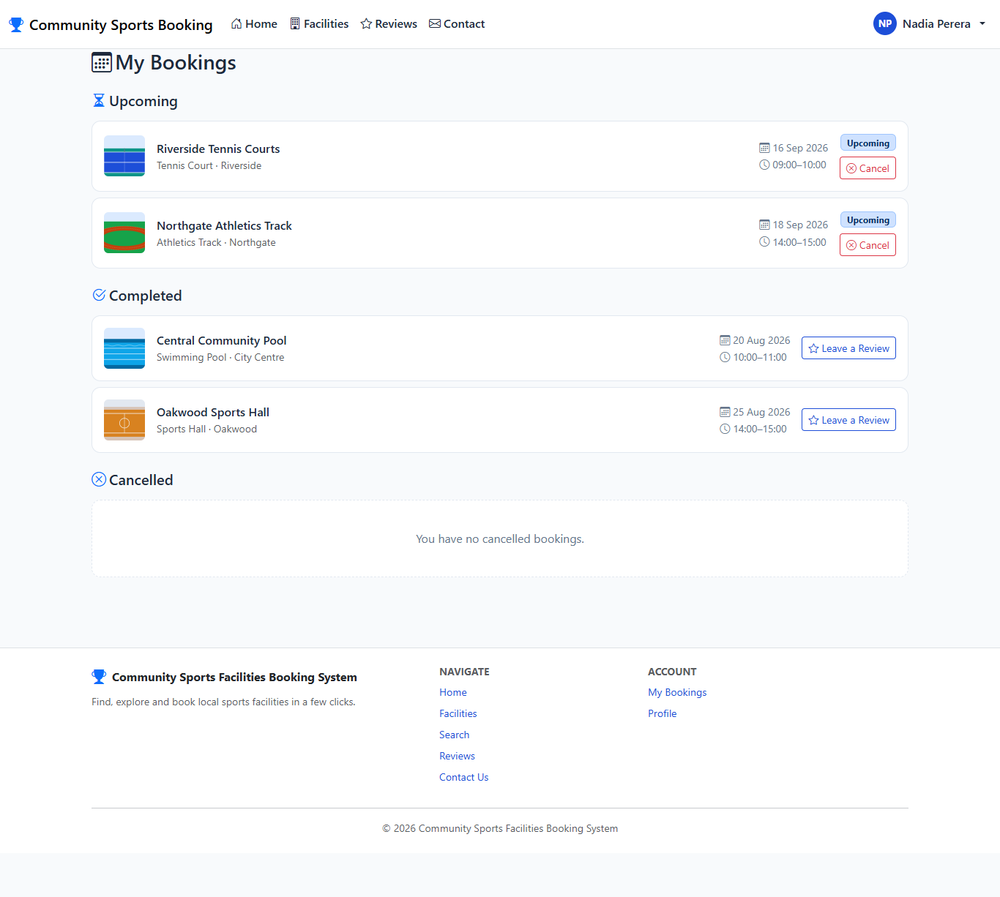 Community Sports Booking
Home
Facilities
Reviews
Contact
NP
Nadia Perera
My Bookings
Upcoming
Riverside Tennis Courts
Tennis Court · Riverside
16 Sep 2026
09:00–10:00
Upcoming
Cancel
Northgate Athletics Track
Athletics Track · Northgate
18 Sep 2026
14:00–15:00
Upcoming
Cancel
Completed
Central Community Pool
Swimming Pool · City Centre
20 Aug 2026
10:00–11:00
Leave a Review
Oakwood Sports Hall
Sports Hall · Oakwood
25 Aug 2026
14:00–15:00
Leave a Review
Cancelled
You have no cancelled bookings.
Community Sports Facilities Booking System
Find, explore and book local sports facilities in a few clicks.
NAVIGATE
Home
Facilities
Search
Reviews
Contact Us
ACCOUNT
My Bookings
Profile
© 2026 Community Sports Facilities Booking System